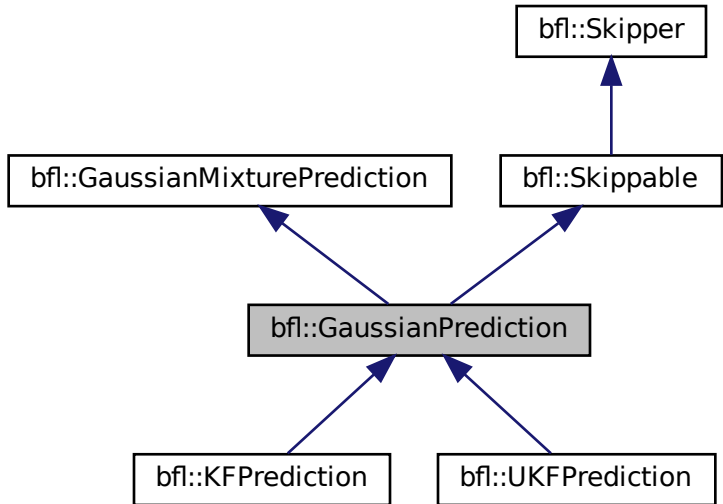 bfl::Skipper
bfl::GaussianMixturePrediction
bfl::Skippable
bfl::GaussianPrediction
bfl::KFPrediction
bfl::UKFPrediction